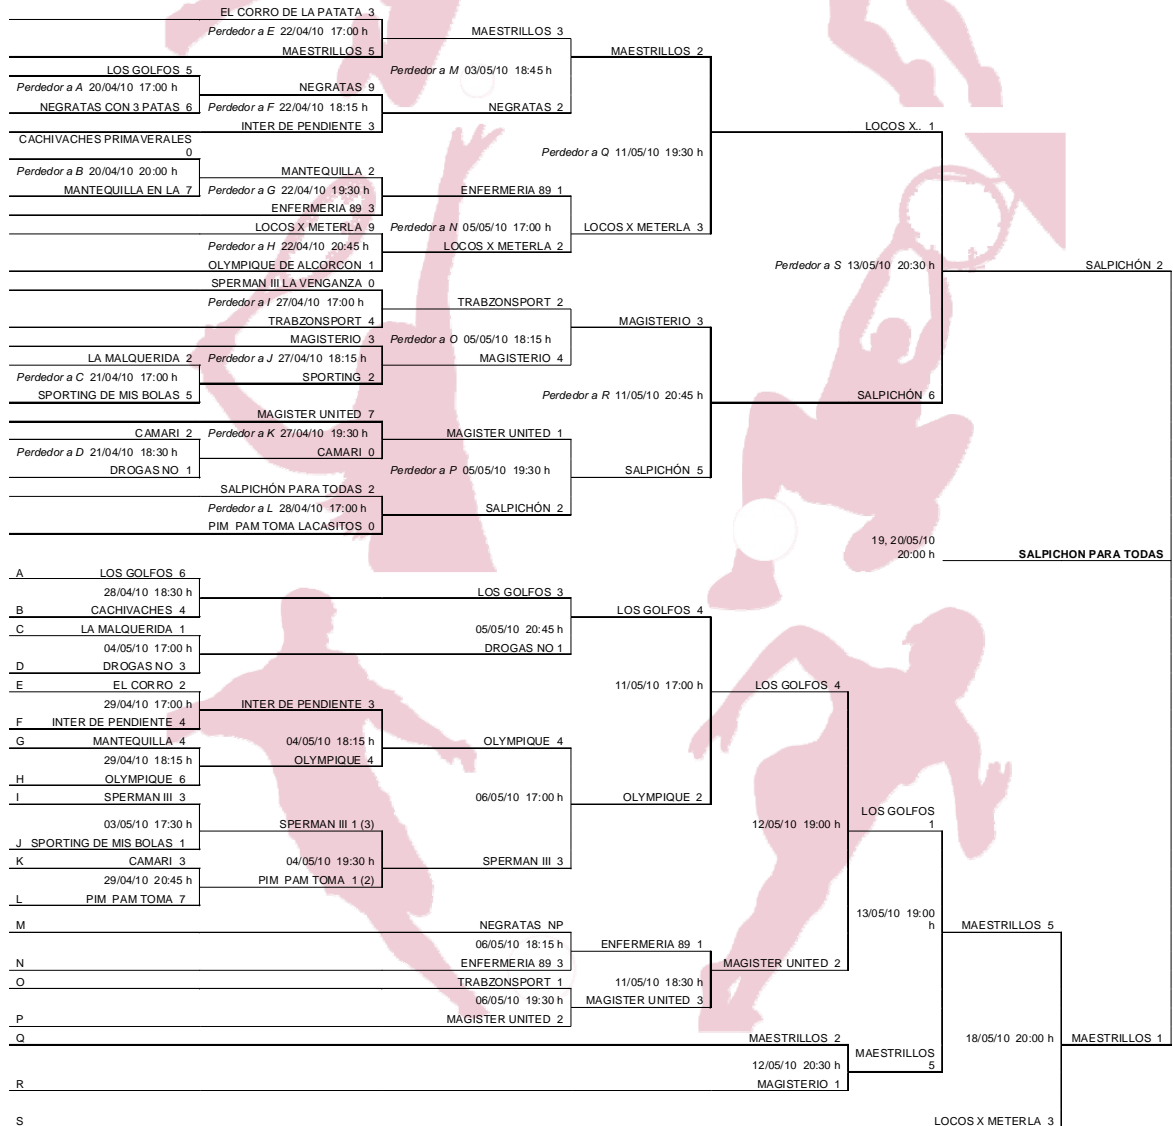 EL CORRO DE LA PATATA 3
Perdedor a E 22/04/10 17:00 h
MAESTRILLOS 3
MAESTRILLOS 5
MAESTRILLOS 2
LOS GOLFOS 5
Perdedor a M 03/05/10 18:45 h
Perdedor a A 20/04/10 17:00 h
NEGRATAS 9
NEGRATAS CON 3 PATAS 6
Perdedor a F 22/04/10 18:15 h
NEGRATAS 2
INTER DE PENDIENTE 3
LOCOS X.. 1
CACHIVACHES PRIMAVERALES
0
Perdedor a Q 11/05/10 19:30 h
Perdedor a B 20/04/10 20:00 h
MANTEQUILLA 2
MANTEQUILLA EN LA 7
Perdedor a G 22/04/10 19:30 h
ENFERMERIA 89 1
ENFERMERIA 89 3
LOCOS X METERLA 9
Perdedor a N 05/05/10 17:00 h
LOCOS X METERLA 3
Perdedor a H 22/04/10 20:45 h
LOCOS X METERLA 2
OLYMPIQUE DE ALCORCON 1
Perdedor a S 13/05/10 20:30 h
SALPICHÓN 2
SPERMAN III LA VENGANZA 0
Perdedor a I 27/04/10 17:00 h
TRABZONSPORT 2
TRABZONSPORT 4
MAGISTERIO 3
MAGISTERIO 3
Perdedor a O 05/05/10 18:15 h
LA MALQUERIDA 2
Perdedor a J 27/04/10 18:15 h
MAGISTERIO 4
Perdedor a C 21/04/10 17:00 h
SPORTING 2
SPORTING DE MIS BOLAS 5
Perdedor a R 11/05/10 20:45 h
SALPICHÓN 6
MAGISTER UNITED 7
CAMARI 2
Perdedor a K 27/04/10 19:30 h
MAGISTER UNITED 1
Perdedor a D 21/04/10 18:30 h
CAMARI 0
DROGAS NO 1
Perdedor a P 05/05/10 19:30 h
SALPICHÓN 5
SALPICHÓN PARA TODAS 2
Perdedor a L 28/04/10 17:00 h
SALPICHÓN 2
PIM PAM TOMA LACASITOS 0
19, 20/05/10
20:00 h
SALPICHON PARA TODAS
A LOS GOLFOS 6
28/04/10 18:30 h
LOS GOLFOS 3
B CACHIVACHES 4
LOS GOLFOS 4
C LA MALQUERIDA 1
05/05/10 20:45 h
04/05/10 17:00 h
DROGAS NO 1
D DROGAS NO 3
E EL CORRO 2
11/05/10 17:00 h
LOS GOLFOS 4
29/04/10 17:00 h
INTER DE PENDIENTE 3
F INTER DE PENDIENTE 4
G MANTEQUILLA 4
04/05/10 18:15 h
OLYMPIQUE 4
29/04/10 18:15 h
OLYMPIQUE 4
H OLYMPIQUE 6
I SPERMAN III 3
06/05/10 17:00 h
OLYMPIQUE 2
LOS GOLFOS
1
03/05/10 17:30 h
SPERMAN III 1 (3)
12/05/10 19:00 h
J SPORTING DE MIS BOLAS 1
K CAMARI 3
04/05/10 19:30 h
SPERMAN III 3
29/04/10 20:45 h
PIM PAM TOMA 1 (2)
L PIM PAM TOMA 7
13/05/10 19:00
h
M NEGRATAS NP
MAESTRILLOS 5
06/05/10 18:15 h
ENFERMERIA 89 1
N ENFERMERIA 89 3
MAGISTER UNITED 2
O TRABZONSPORT 1
11/05/10 18:30 h
06/05/10 19:30 h
MAGISTER UNITED 3
P MAGISTER UNITED 2
Q MAESTRILLOS 2
18/05/10 20:00 h
MAESTRILLOS 1
12/05/10 20:30 h
MAESTRILLOS
5
R MAGISTERIO 1
S LOCOS X METERLA 3